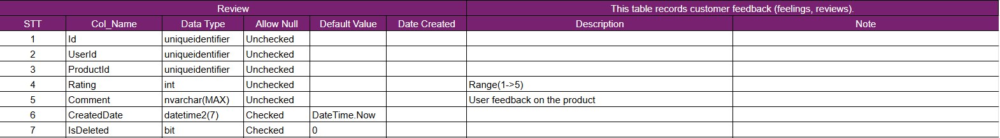 Review This table records customer feedback (feelings, reviews).
STT Col_Name Data Type Allow Null Default Value Date Created Description Note
1 Id uniqueidentifier Unchecked
2 UserId uniqueidentifier Unchecked
3 ProductId uniqueidentifier Unchecked
4 Rating int Unchecked Range(1->5)
5 Comment nvarchar(MAX) Unchecked User feedback on the product
6 CreatedDate datetime2(7) Checked DateTime.Now
7 IsDeleted bit Checked 0